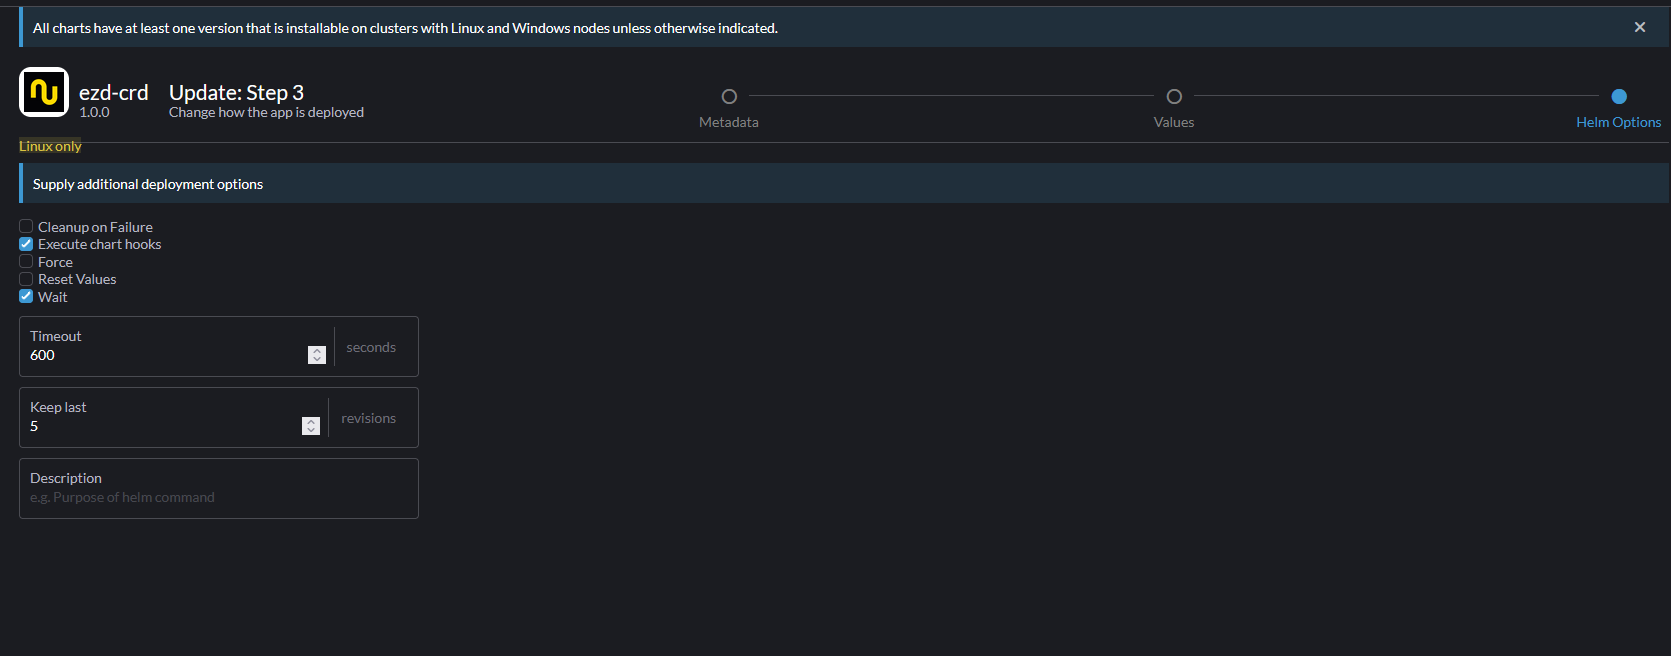 All charts have at least one version that is installable on clusters with Linux and Windows nodes unless otherwise indicated.
ezd-crd
1.0.0
Update: Step 3
Change how the app is deployed
Metadata
Values
Helm Options
Linux only
Supply additional deployment options
Cleanup on Failure
Execute chart hooks
Force
Reset Values
Wait
Timeout
600
seconds
Keep last
5
revisions
Description
e.g. Purpose of helm command